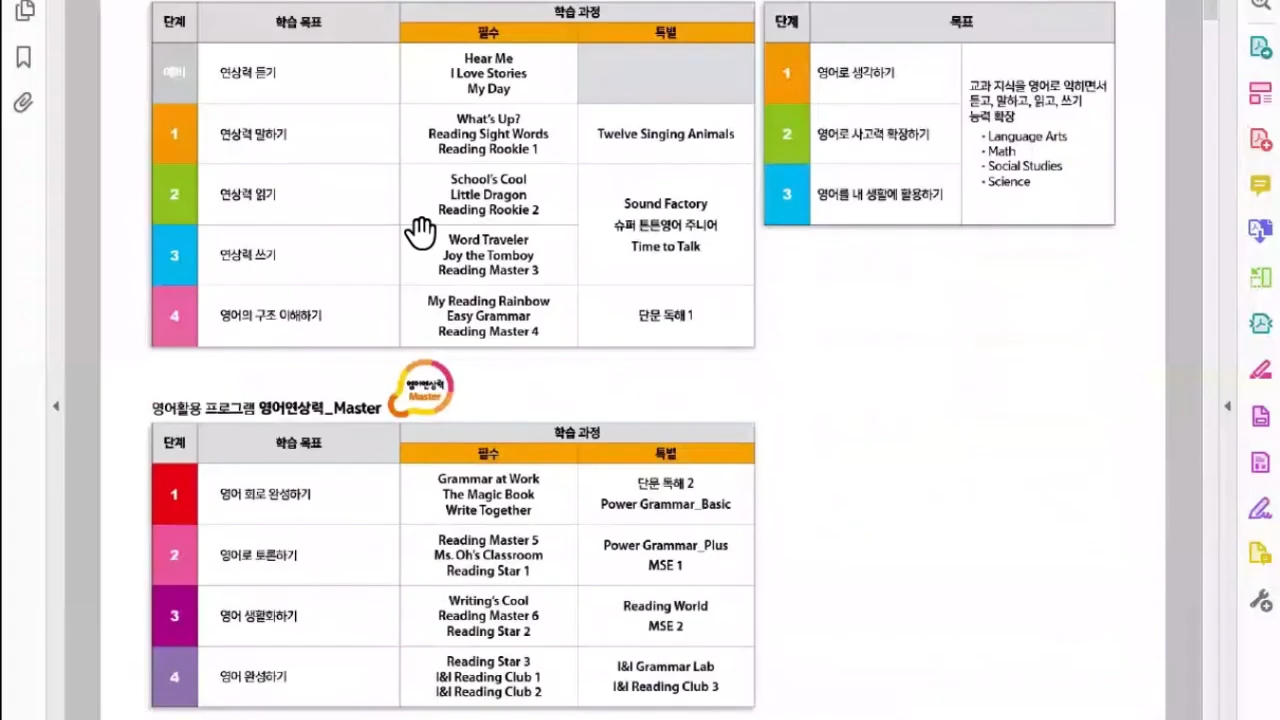 단계
학습 목표
학습 과정
필수
특별
예비
연상력 듣기
Hear Me
I Love Stories
My Day
1
연상력 말하기
What's Up?
Reading Sight Words
Reading Rookie 1
Twelve Singing Animals
2
연상력 읽기
School's Cool
Little Dragon
Reading Rookie 2
Sound Factory
슈퍼 튼튼영어 주니어
Time to Talk
3
연상력 쓰기
Word Traveler
Joy the Tomboy
Reading Master 3
4
영어의 구조 이해하기
My Reading Rainbow
Easy Grammar
Reading Master 4
단문 독해 1
단계
목표
1
영어로 생각하기
2
영어로 사고력 확장하기
3
영어를 내 생활에 활용하기
교과 지식을 영어로 익히면서
듣고, 말하고, 읽고, 쓰기
능력 확장
· Language Arts
· Math
· Social Studies
· Science
영어활용 프로그램 영어연상력_Master
영어연상력
Master
단계
학습 목표
학습 과정
필수
특별
1
영어 회로 완성하기
Grammar at Work
The Magic Book
Write Together
단문 독해 2
Power Grammar_Basic
2
영어로 토론하기
Reading Master 5
Ms. Oh's Classroom
Reading Star 1
Power Grammar_Plus
MSE 1
3
영어 생활화하기
Writing's Cool
Reading Master 6
Reading Star 2
Reading World
MSE 2
4
영어 완성하기
Reading Star 3
I&I Reading Club 1
I&I Reading Club 2
I&I Grammar Lab
I&I Reading Club 3